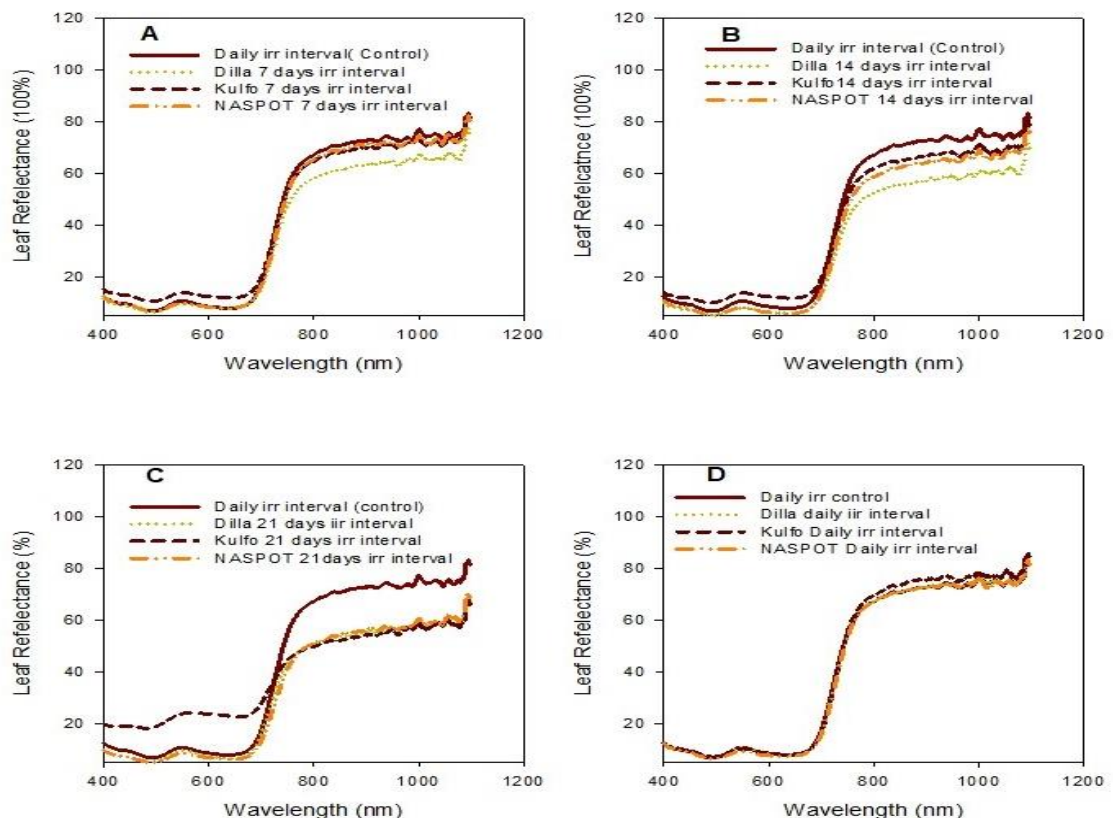 A
Daily irr interval( Control)
Dilla 7 days irr interval
Kulfo 7 days irr interval
NASPOT 7 days irr interval
Leaf Refelectance (100%)
120
100
80
60
40
20
400 600 800 1000 1200
Wavelength (nm)
B
Daily irr interval (Control)
Dilla 14 days irr interval
Kulfo14 days irr interval
NASPOT 14 days irr interval
Leaf Refelcatnce (100%)
120
100
80
60
40
20
400 600 800 1000 1200
Wavelength (nm)
C
Daily irr interval (control)
Dilla 21 days iir interval
Kulfo 21 days irr interval
NASPOT 21days irr interval
Leaf Refelectance (%)
120
100
80
60
40
20
400 600 800 1000 1200
Wavelength (nm)
D
Daily irr control
Dilla daily iir interval
Kulfo Daily irr interval
NASPOT Daily irr interval
Leaf Refelectance (%)
120
100
80
60
40
20
400 600 800 1000 1200
Wavelength (nm)